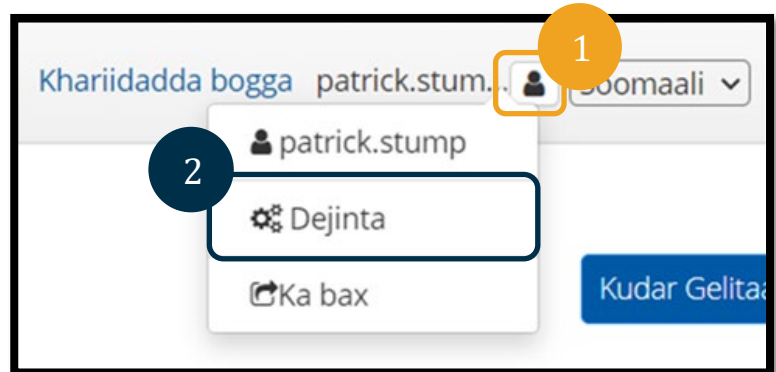 1
Khariidadda bogga patrick.stum... Soomaali
patrick.stump
2
Dejinta
Ka bax
Kudar Gelitaa